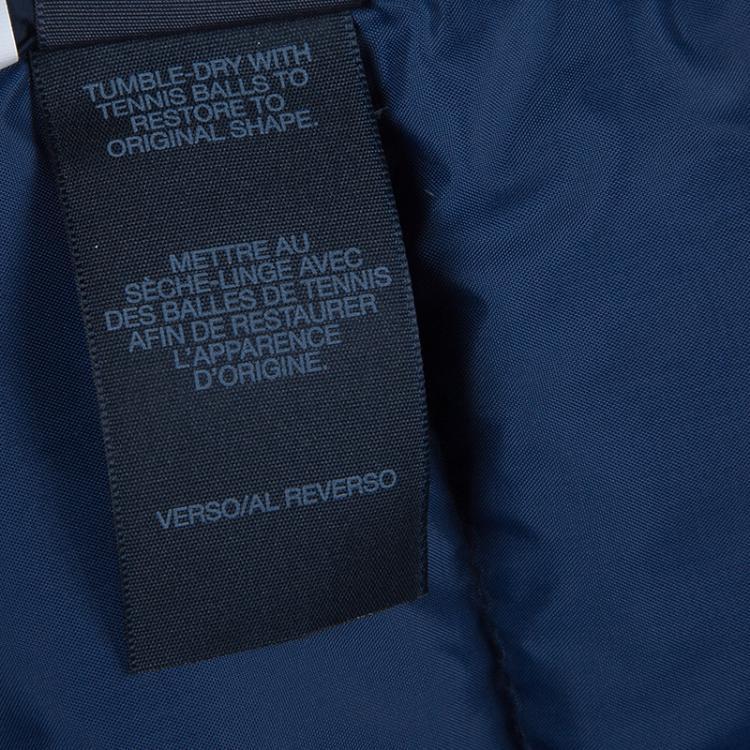 TUMBLE-DRY WITH
TENNIS BALLS TO
RESTORE TO
ORIGINAL SHAPE.
METTRE AU
SÈCHE-LINGE AVEC
DES BALLES DE TENNIS
AFIN DE RESTAURER
L'APPARENCE
D'ORIGINE.
VERSO/AL REVERSO